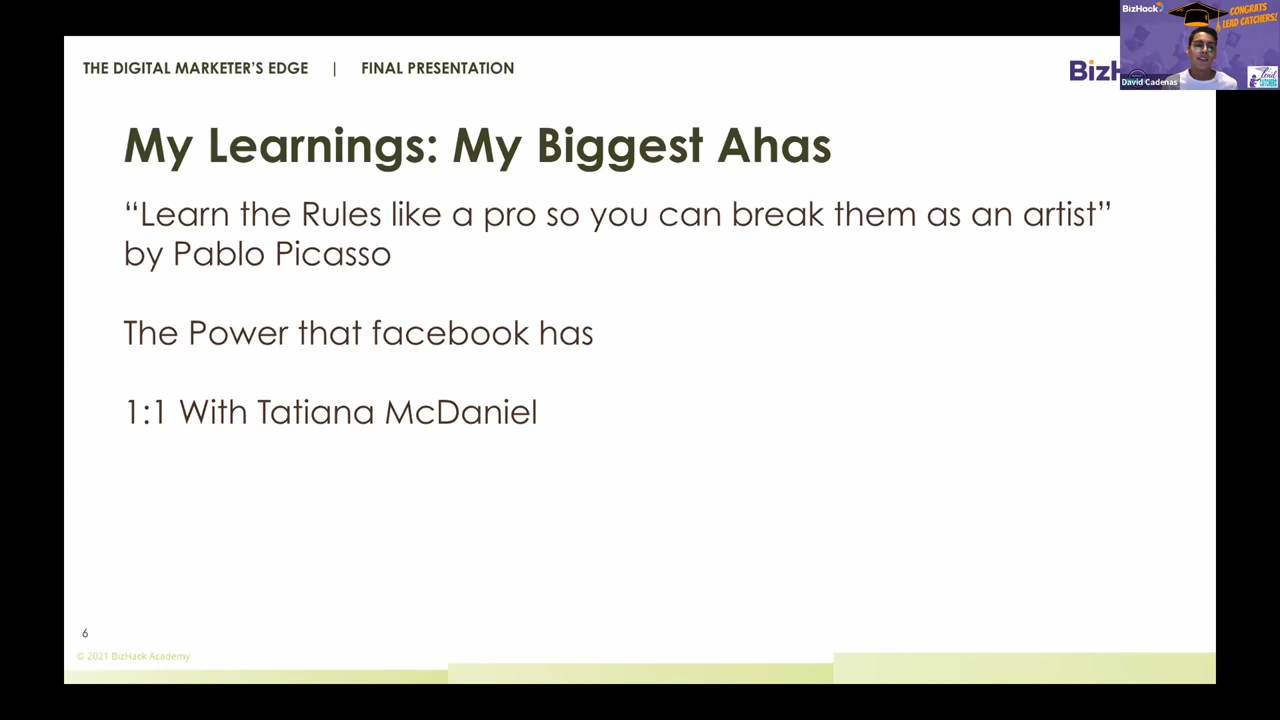 THE DIGITAL MARKETER'S EDGE | FINAL PRESENTATION
BizH
BizHack
CONGRATS
LEAD CATCHERS!
David Cadenas
Lead
CATCHERS
My Learnings: My Biggest Ahas
“Learn the Rules like a pro so you can break them as an artist”
by Pablo Picasso
The Power that facebook has
1:1 With Tatiana McDaniel
6
© 2021 BizHack Academy